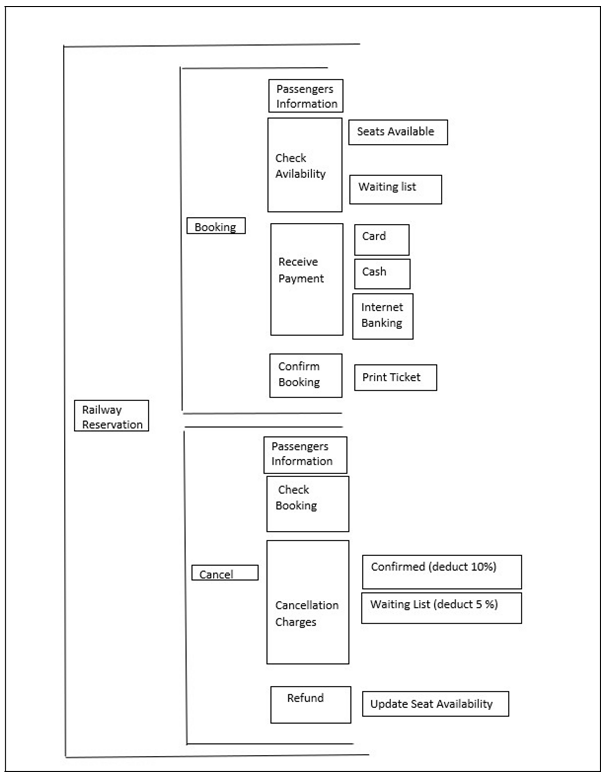 Passengers
Information
Check
Avilability
Seats Available
Waiting list
Booking
Receive
Payment
Card
Cash
Internet
Banking
Confirm
Booking
Print Ticket
Railway
Reservation
Passengers
Information
Check
Booking
Cancel
Cancellation
Charges
Confirmed (deduct 10%)
Waiting List (deduct 5 %)
Refund
Update Seat Availability